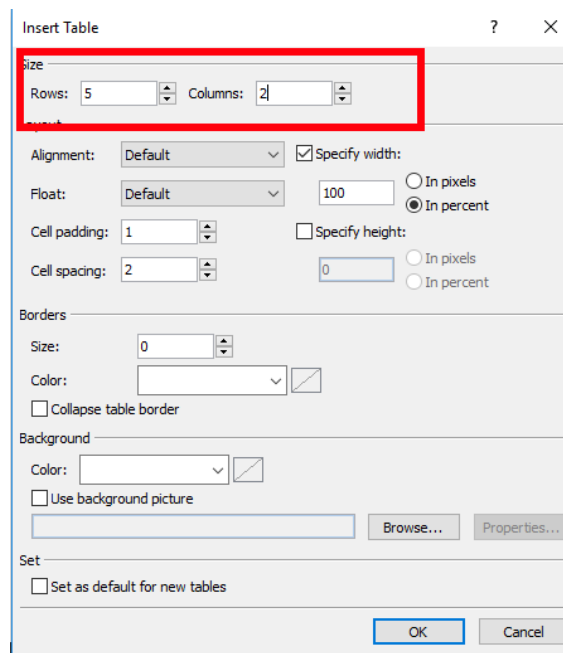 Insert Table ? ×
Size
Rows: 5 Columns: 2
Layout
Alignment: Default Specify width:
Float: Default 100 In pixels
In percent
Cell padding: 1 Specify height:
Cell spacing: 2 0 In pixels
In percent
Borders
Size: 0
Color:
Collapse table border
Background
Color:
Use background picture
Browse... Properties...
Set
Set as default for new tables
OK Cancel